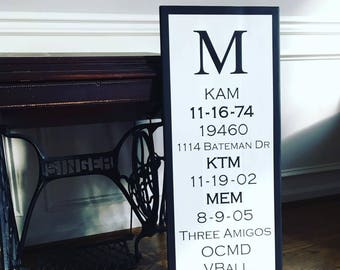 M
KAM
11-16-74
19460
1114 BATEMAN DR
KTM
11-19-02
MEM
8-9-05
THREE AMIGOS
OCMD
VBALL
SINGER